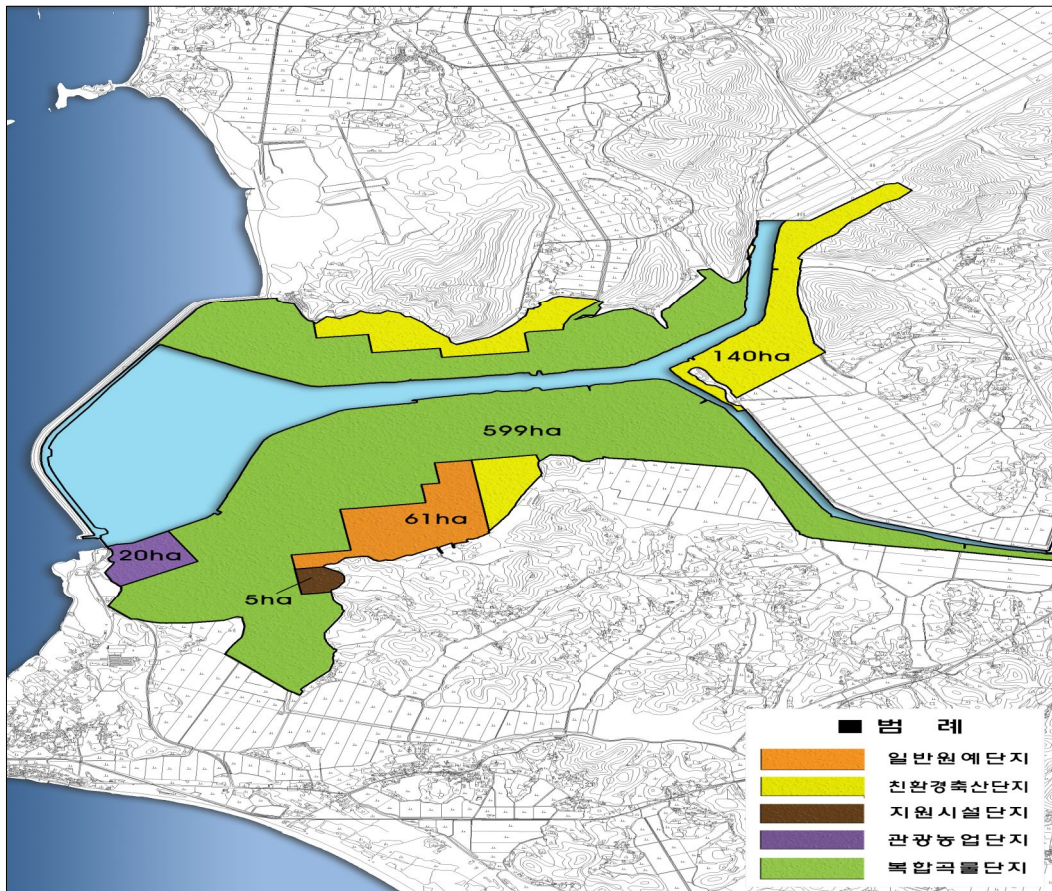 140ha
599ha
61ha
20ha
5ha
■ 범 례
일반원예단지
친환경축산단지
지원시설단지
관광농업단지
복합곡물단지